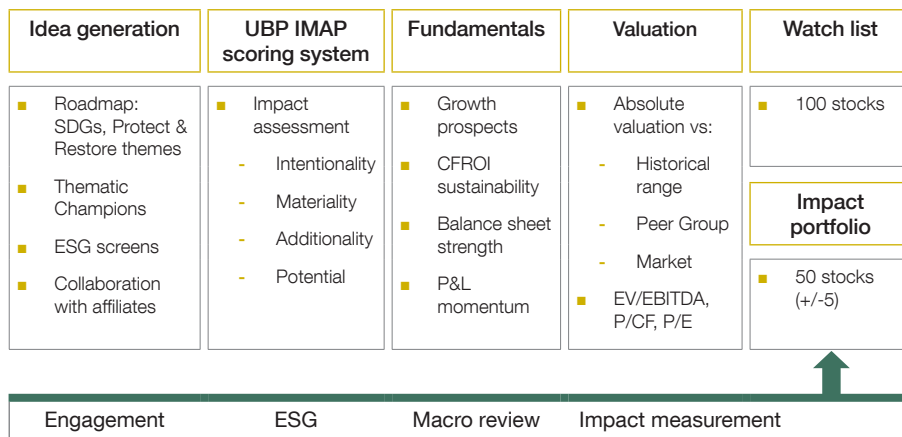 Idea generation
■ Roadmap:
SDGs, Protect &
Restore themes
■ Thematic
Champions
■ ESG screens
■ Collaboration
with affiliates
UBP IMAP
scoring system
■ Impact
assessment
- Intentionality
- Materiality
- Additionality
- Potential
Fundamentals
■ Growth
prospects
■ CFROI
sustainability
■ Balance sheet
strength
■ P&L
momentum
Valuation
■ Absolute
valuation vs:
- Historical
range
- Peer Group
- Market
■ EV/EBITDA,
P/CF, P/E
Watch list
■ 100 stocks
Impact
portfolio
■ 50 stocks
(+/-5)
Engagement
ESG
Macro review
Impact measurement